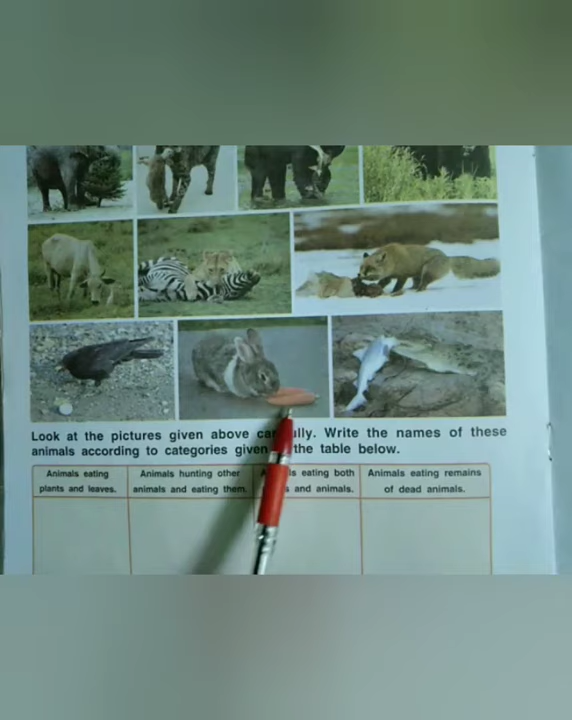 Look at the pictures given above ully. Write the names of these
animals according to categories given the table below.
Animals eating
plants and leaves.
Animals hunting other
animals and eating them.
eating both
and animals.
Animals eating remains
of dead animals.